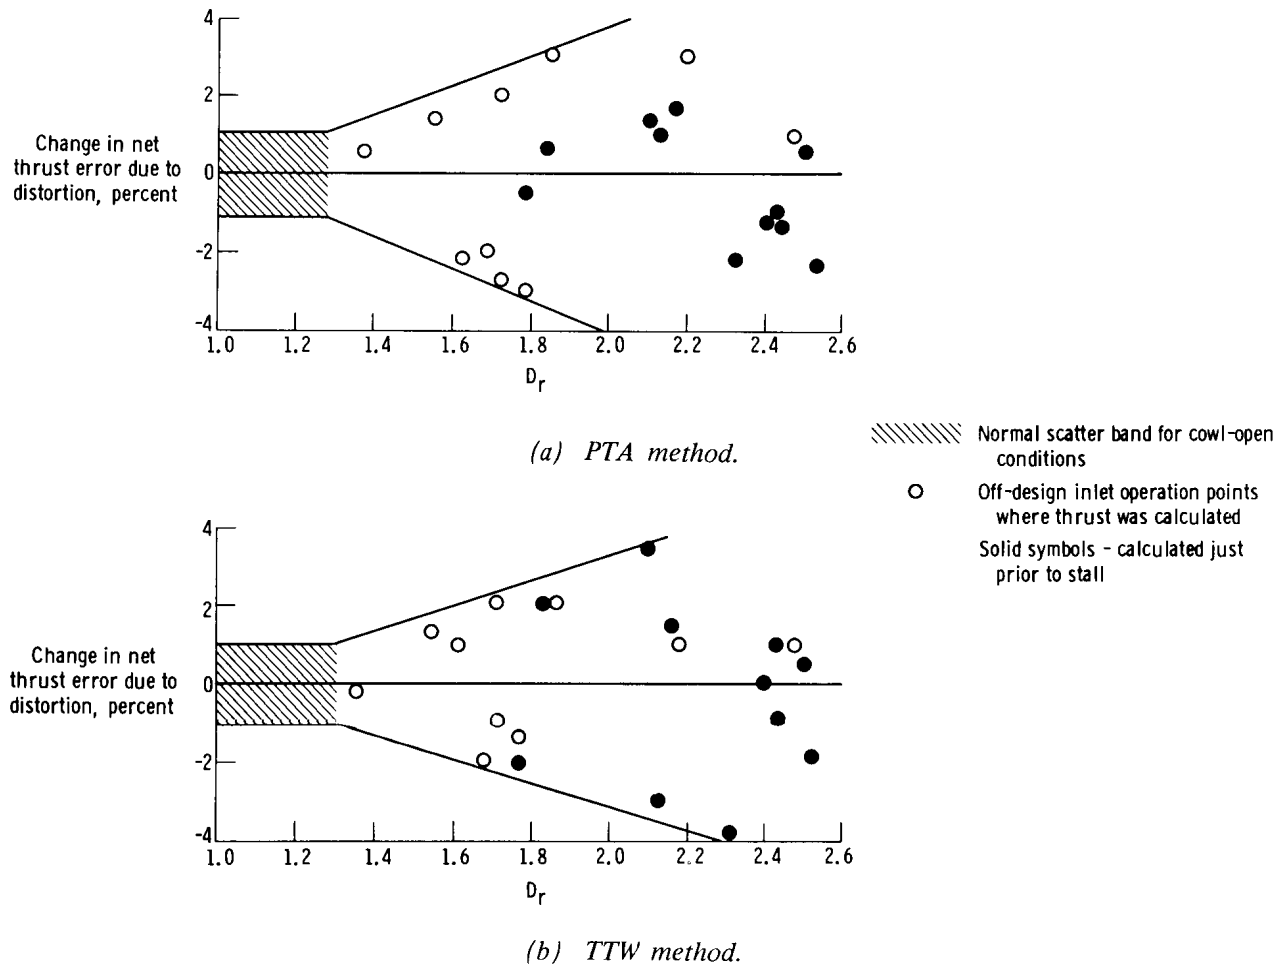 4
2
0
-2
-4
Change in net
thrust error due to
distortion, percent
1.0 1.2 1.4 1.6 1.8 2.0 2.2 2.4 2.6
Dr
(a) PTA method.
Normal scatter band for cowl-open
conditions
Off-design inlet operation points
where thrust was calculated
Solid symbols - calculated just
prior to stall
4
2
0
-2
-4
Change in net
thrust error due to
distortion, percent
1.0 1.2 1.4 1.6 1.8 2.0 2.2 2.4 2.6
Dr
(b) TTW method.